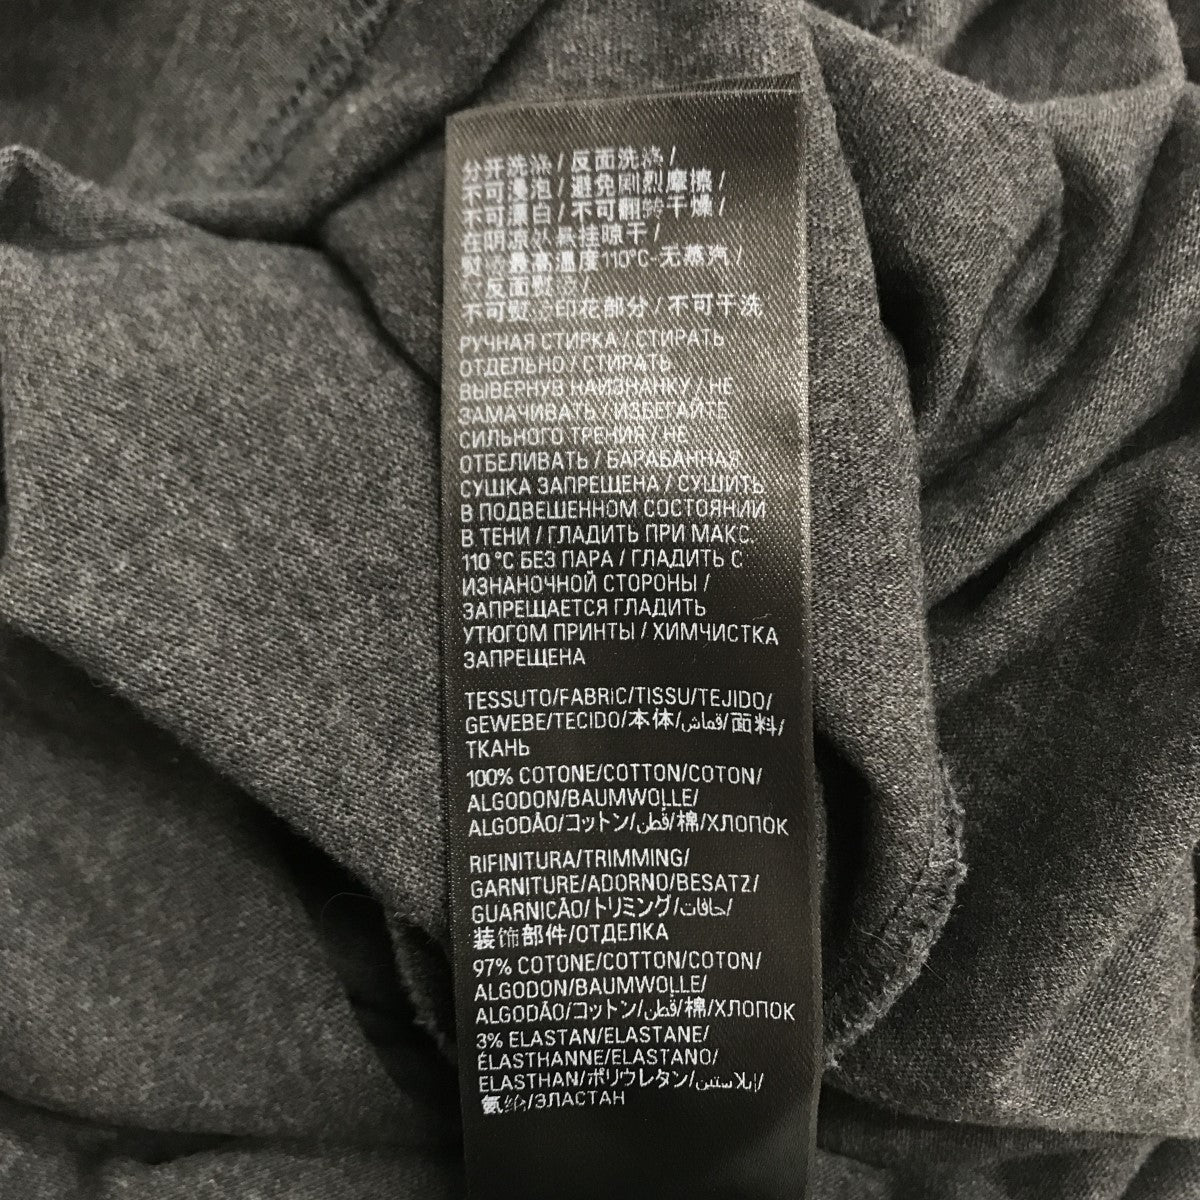 分开洗涤 / 反面洗涤 /
不可浸泡 / 避免剧烈摩擦 /
不可漂白 / 不可翻转干燥 /
在阴凉处悬挂晾干 /
熨烫最高温度110°C-无蒸汽 /
反面熨烫 /
不可熨烫印花部分 / 不可干洗
РУЧНАЯ СТИРКА / СТИРАТЬ
ОТДЕЛЬНО / СТИРАТЬ
ВЫВЕРНУВ НАИЗНАНКУ / НЕ
ЗАМАЧИВАТЬ / ИЗБЕГАЙТЕ
СИЛЬНОГО ТРЕНИЯ / НЕ
ОТБЕЛИВАТЬ / БАРАБАННАЯ
СУШКА ЗАПРЕЩЕНА / СУШИТЬ
В ПОДВЕШЕННОМ СОСТОЯНИИ
В ТЕНИ / ГЛАДИТЬ ПРИ МАКС.
110 °C БЕЗ ПАРА / ГЛАДИТЬ С
ИЗНАНОЧНОЙ СТОРОНЫ /
ЗАПРЕЩАЕТСЯ ГЛАДИТЬ
УТЮГОМ ПРИНТЫ / ХИМЧИСТКА
ЗАПРЕЩЕНА
TESSUTO/FABRIC/TISSU/TEJIDO/
GEWEBE/TECIDO/本体/قماش/面料/
ТКАНЬ
100% COTONE/COTTON/COTON/
ALGODON/BAUMWOLLE/
ALGODÃO/コットン/قطن/棉/ХЛОПОК
RIFINITURA/TRIMMING/
GARNITURE/ADORNO/BESATZ/
GUARNICÃO/トリミング/حافات/
装饰部件/ОТДЕЛКА
97% COTONE/COTTON/COTON/
ALGODON/BAUMWOLLE/
ALGODÃO/コットン/قطن/棉/ХЛОПОК
3% ELASTAN/ELASTANE/
ÉLASTHANNE/ELASTANO/
ELASTHAN/ポリウレタン/إيلاستين/
氨纶/ЭЛАСТАН